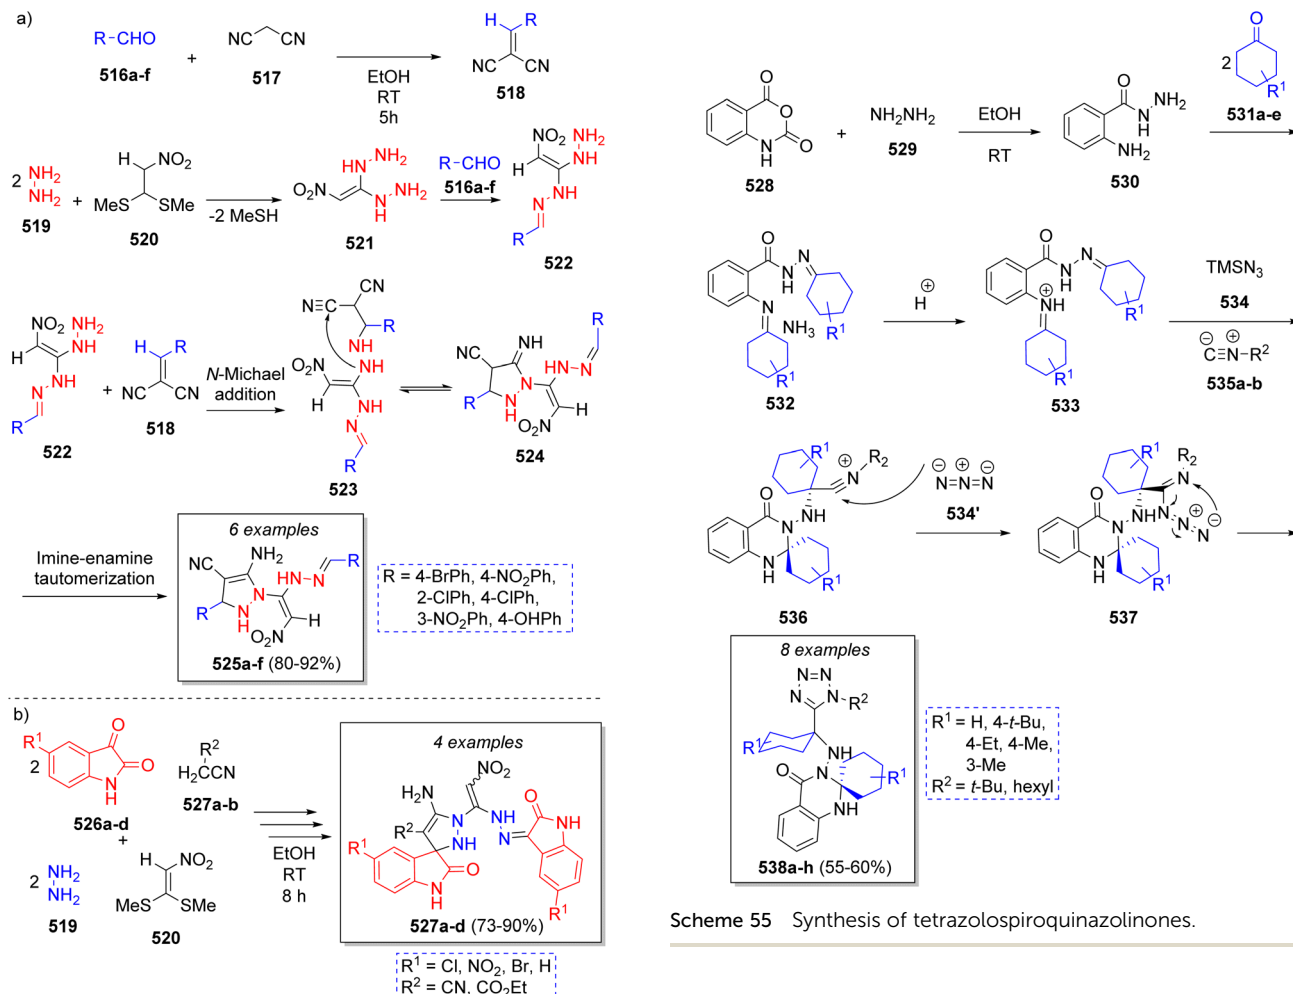 a)
R-CHO
516a-f
+
NC CN
517
EtOH
RT
5h
H R
NC CN
518
2 NH2
NH2
519
+
H NO2
MeS SMe
520
-2 MeSH
HN NH2
O2N NH2
N
H
521
R-CHO
516a-f
NO2 NH2
H NH
NH
N
R
522
NO2 NH2
H NH
NH
N
R
522
+
H R
NC CN
518
N-Michael
addition
CN
NC
R
NH
NO2 NH
H NH
N
R
523
NC NH R
HN-N
N
R N
H H
O2N
524
Imine-enamine
tautomerization
6 examples
NC NH2 R
HN-N
N
R N
H H
O2N
525a-f (80-92%)
R = 4-BrPh, 4-NO2Ph,
2-ClPh, 4-ClPh,
3-NO2Ph, 4-OHPh
b)
R1 O
2 O
N
H
526a-d
+
R2
H2C CN
527a-b
2 NH2
NH2
519
H NO2
MeS SMe
520
EtOH
RT
8 h
4 examples
NO2
H2N
N NH O NH
R2 NH N
R1
O
N
H
R1
527a-d (73-90%)
R1 = Cl, NO2, Br, H
R2 = CN, CO2Et
O
O
N O
H
528
+
NH2NH2
529
EtOH
RT
O
NH2
N
H
NH2
530
O
2
R1
531a-e
O
N
N
H
N R1
NH3
R1
532
⊕
H
O
N
N
H
⊕
NH R1
R1
533
TMSN3
534
⊖ ⊕
C≡N-R2
535a-b
R1
⊕ R2
N
O NH
N
N
H R1
536
⊖ ⊕ ⊖
N=N=N
534'
R1 R2
N
O NH N
N N ⊕ ⊖
N
N
H R1
537
8 examples
N-N
N N-R2
R1
NH
O N R1
NH
538a-h (55-60%)
R1 = H, 4-t-Bu,
4-Et, 4-Me,
3-Me
R2 = t-Bu, hexyl
Scheme 55 Synthesis of tetrazolospiroquinazolinones.